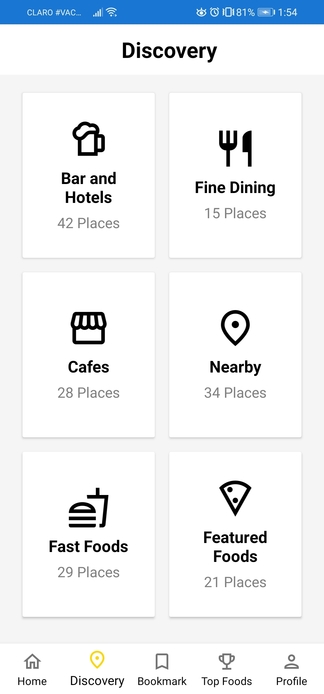 CLARO #VAC... 81% 1:54
Discovery
Bar and
Hotels
42 Places
Fine Dining
15 Places
Cafes
28 Places
Nearby
34 Places
Fast Foods
29 Places
Featured
Foods
21 Places
Home Discovery Bookmark Top Foods Profile